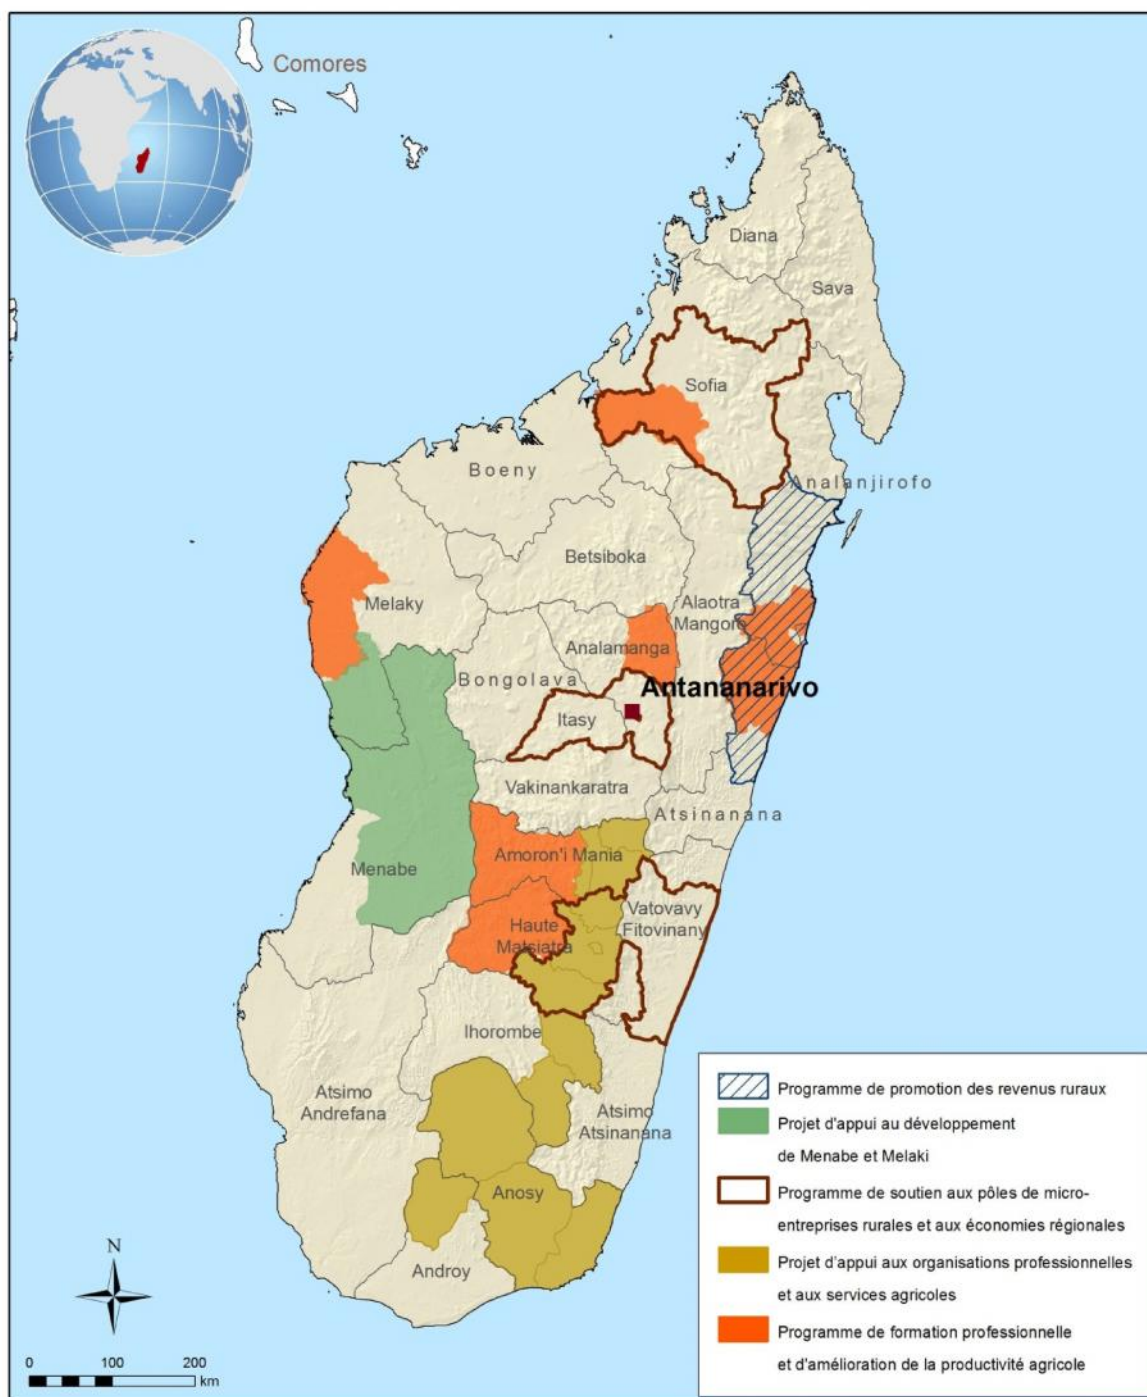 Comores
Diana
Sava
Sofia
Boeny
Analanjirofo
Betsiboka
Melaky
Alaotra
Mangoro
Analamanga
Bongolava
Antananarivo
Itasy
Vakinankaratra
Atsinanana
Amoron'i Mania
Menabe
Vatovavy
Fitovinany
Haute
Matsiatra
Ihorombe
Atsimo
Andrefana
Atsimo
Atsinanana
Anosy
Androy
Programme de promotion des revenus ruraux
Projet d'appui au développement
de Menabe et Melaki
Programme de soutien aux pôles de micro-
entreprises rurales et aux économies régionales
Projet d'appui aux organisations professionnelles
et aux services agricoles
Programme de formation professionnelle
et d'amélioration de la productivité agricole
N
0 100 200
km